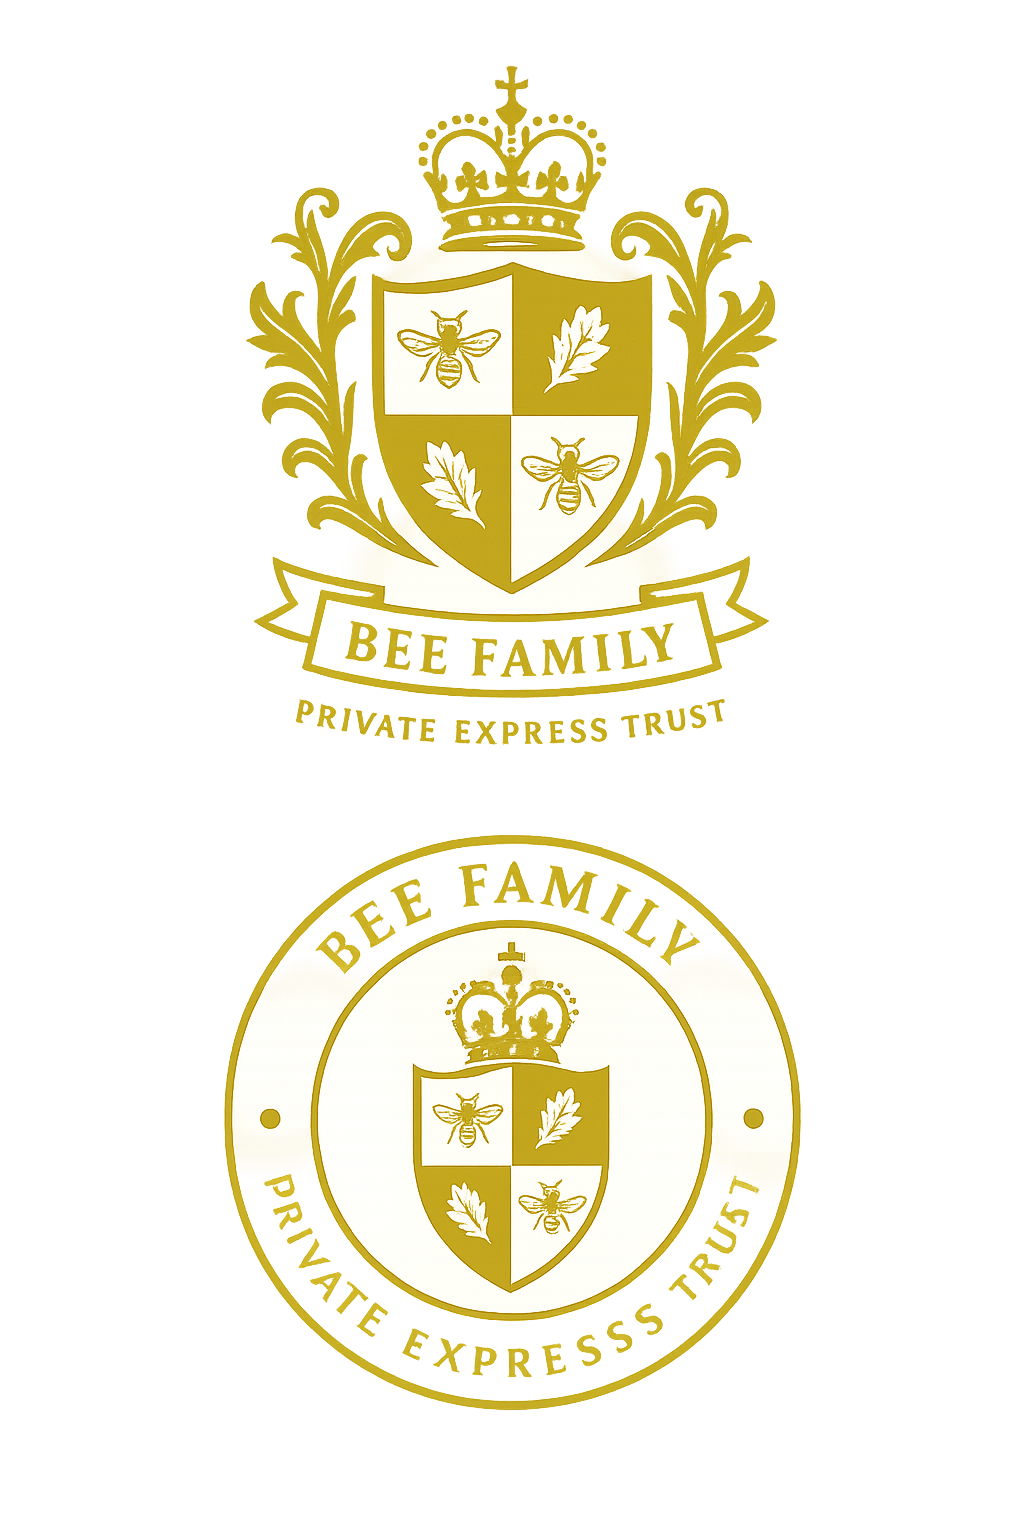 BEE FAMILY
PRIVATE EXPRESS TRUST
BEE FAMILY
PRIVATE EXPRESSS TRUST